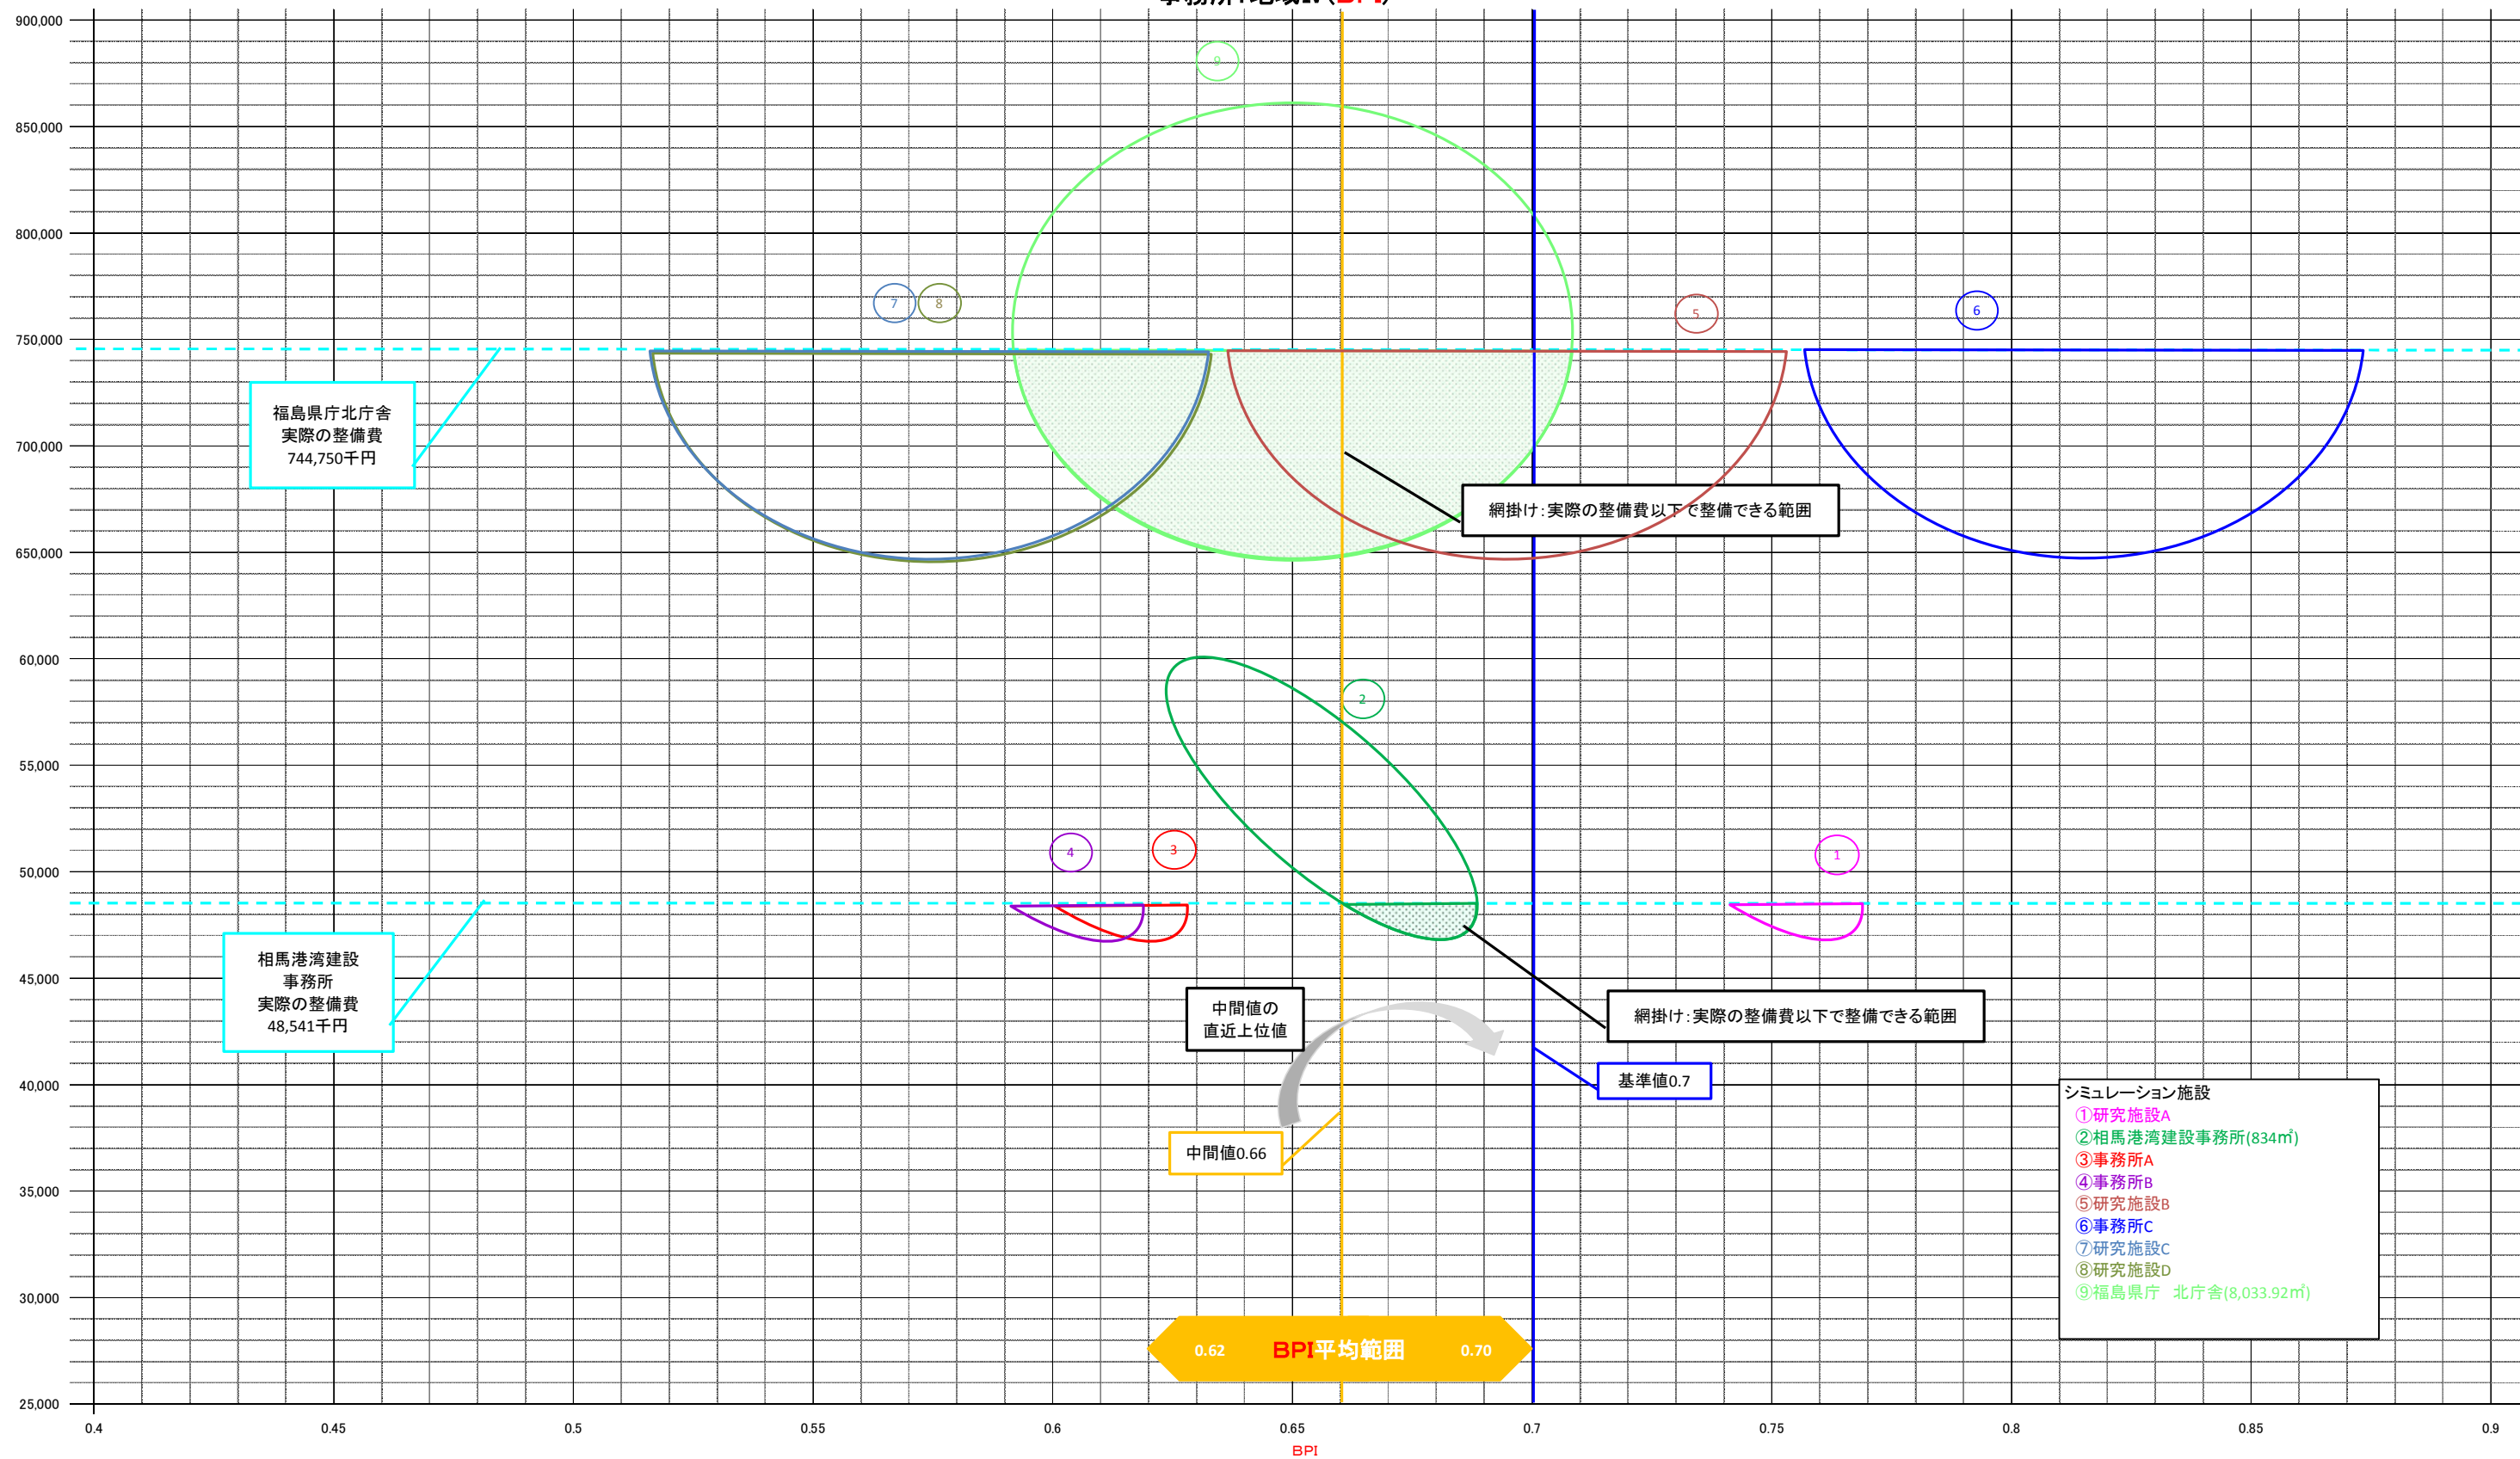 事務所：地域Ⅳ（BPI）
900,000
850,000
800,000
750,000
700,000
650,000
60,000
55,000
50,000
45,000
40,000
35,000
30,000
25,000
9
7
8
5
6
福島県庁北庁舎
実際の整備費
744,750千円
網掛け：実際の整備費以下で整備できる範囲
2
4
3
1
相馬港湾建設
事務所
実際の整備費
48,541千円
中間値の
直近上位値
網掛け：実際の整備費以下で整備できる範囲
基準値0.7
中間値0.66
シミュレーション施設
①研究施設A
②相馬港湾建設事務所(834㎡)
③事務所A
④事務所B
⑤研究施設B
⑥事務所C
⑦研究施設C
⑧研究施設D
⑨福島県庁　北庁舎(8,033.92㎡)
0.62 BPI平均範囲 0.70
0.4 0.45 0.5 0.55 0.6 0.65 0.7 0.75 0.8 0.85 0.9
BPI